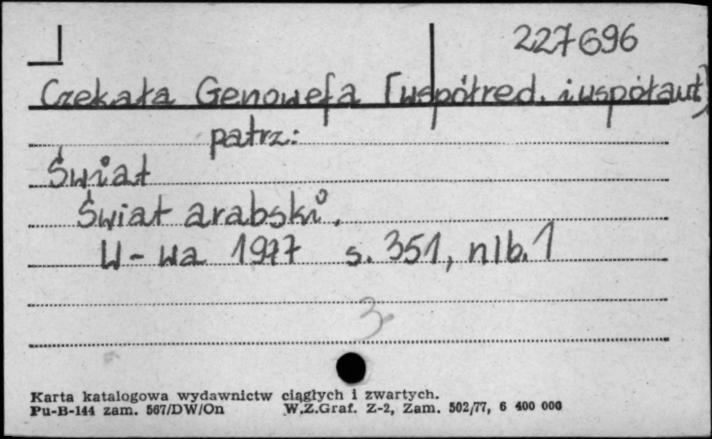 227696
Czekała Genowefa [współred. i współaut]
patrz:
Świat
Świat arabski.
W-wa 1977 s. 351, nlb. 1
3
Karta katalogowa wydawnictw ciągłych i zwartych.
Pu-B-144 zam. 567/DW/On W.Z.Graf. Z-2, Zam. 502/77, 6 400 000